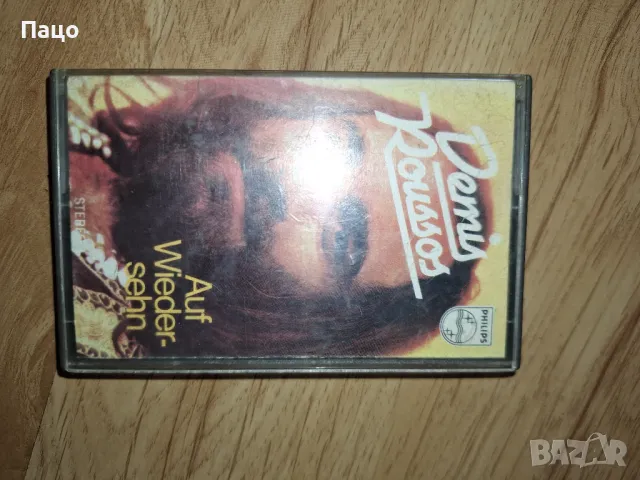 Пацо
Demis
Roussos
PHILIPS
STEREO
Auf
Wieder-
sehn
BAZAR